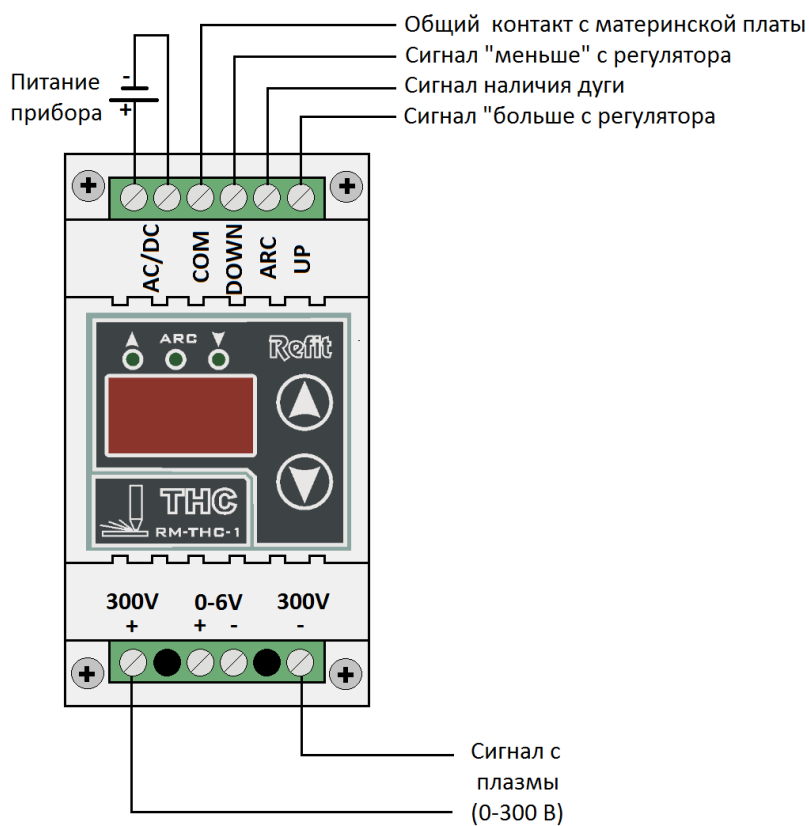 Общий контакт с материнской платы
Сигнал "меньше" с регулятора
Сигнал наличия дуги
Сигнал "больше с регулятора
Питание
прибора
-
+
AC/DC COM DOWN ARC UP
ARC
Refit
THC
RM-THC-1
300V 0-6V 300V
+ + - -
Сигнал с
плазмы
(0-300 В)